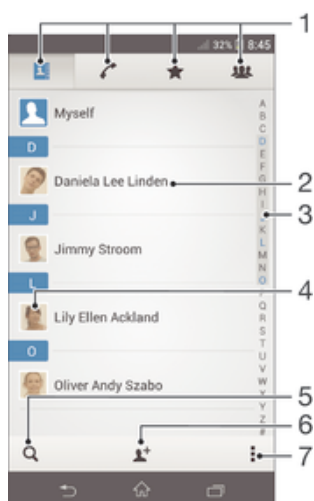 1
32% 8:45
Myself
D
Daniela Lee Linden
2
J
3
Jimmy Stroom
L
4
Lily Ellen Ackland
O
Oliver Andy Szabo
A
B
C
D
E
F
G
H
I
K
L
M
N
O
Q
R
S
T
U
V
W
Y
Z
#
5
6
7